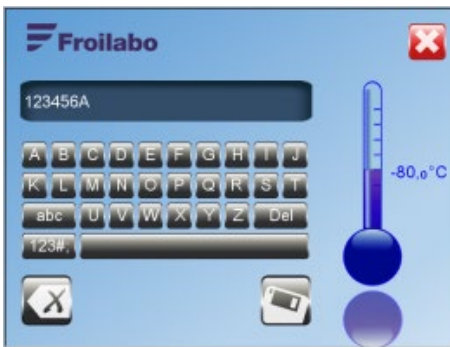 Froilabo
123456A
A B C D E F G H I J
K L M N O P Q R S T
abc U V W X Y Z Del
123#,
-80,0°C